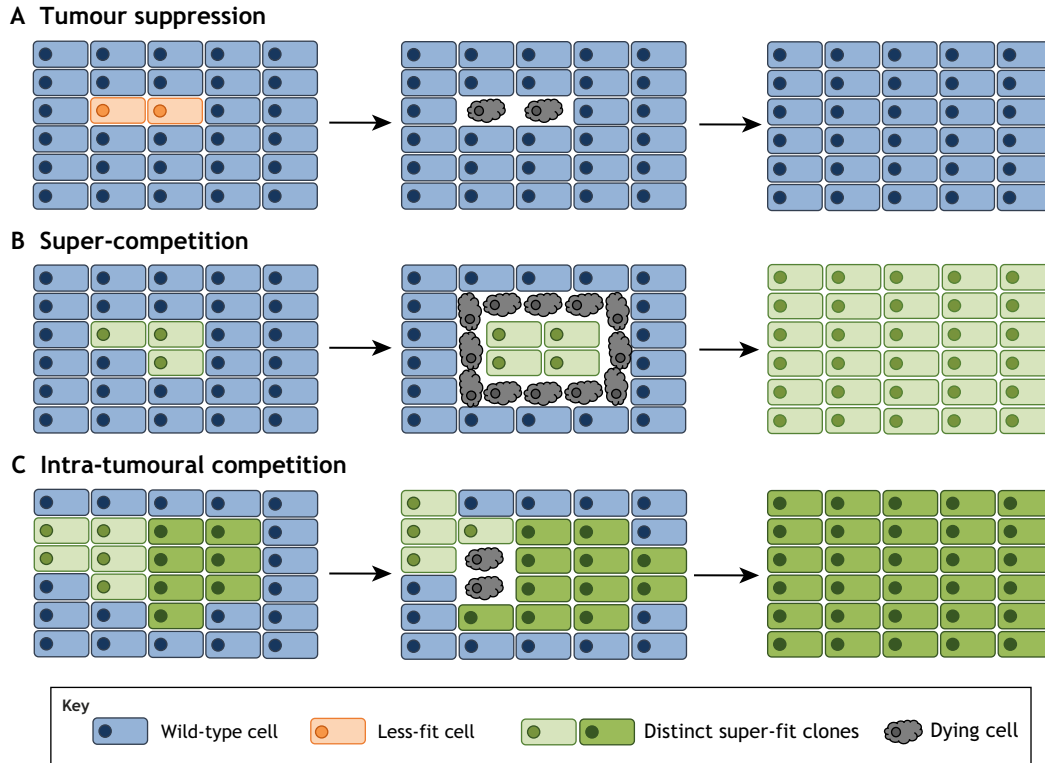 A Tumour suppression
B Super-competition
C Intra-tumoural competition
Key
Wild-type cell
Less-fit cell
Distinct super-fit clones
Dying cell